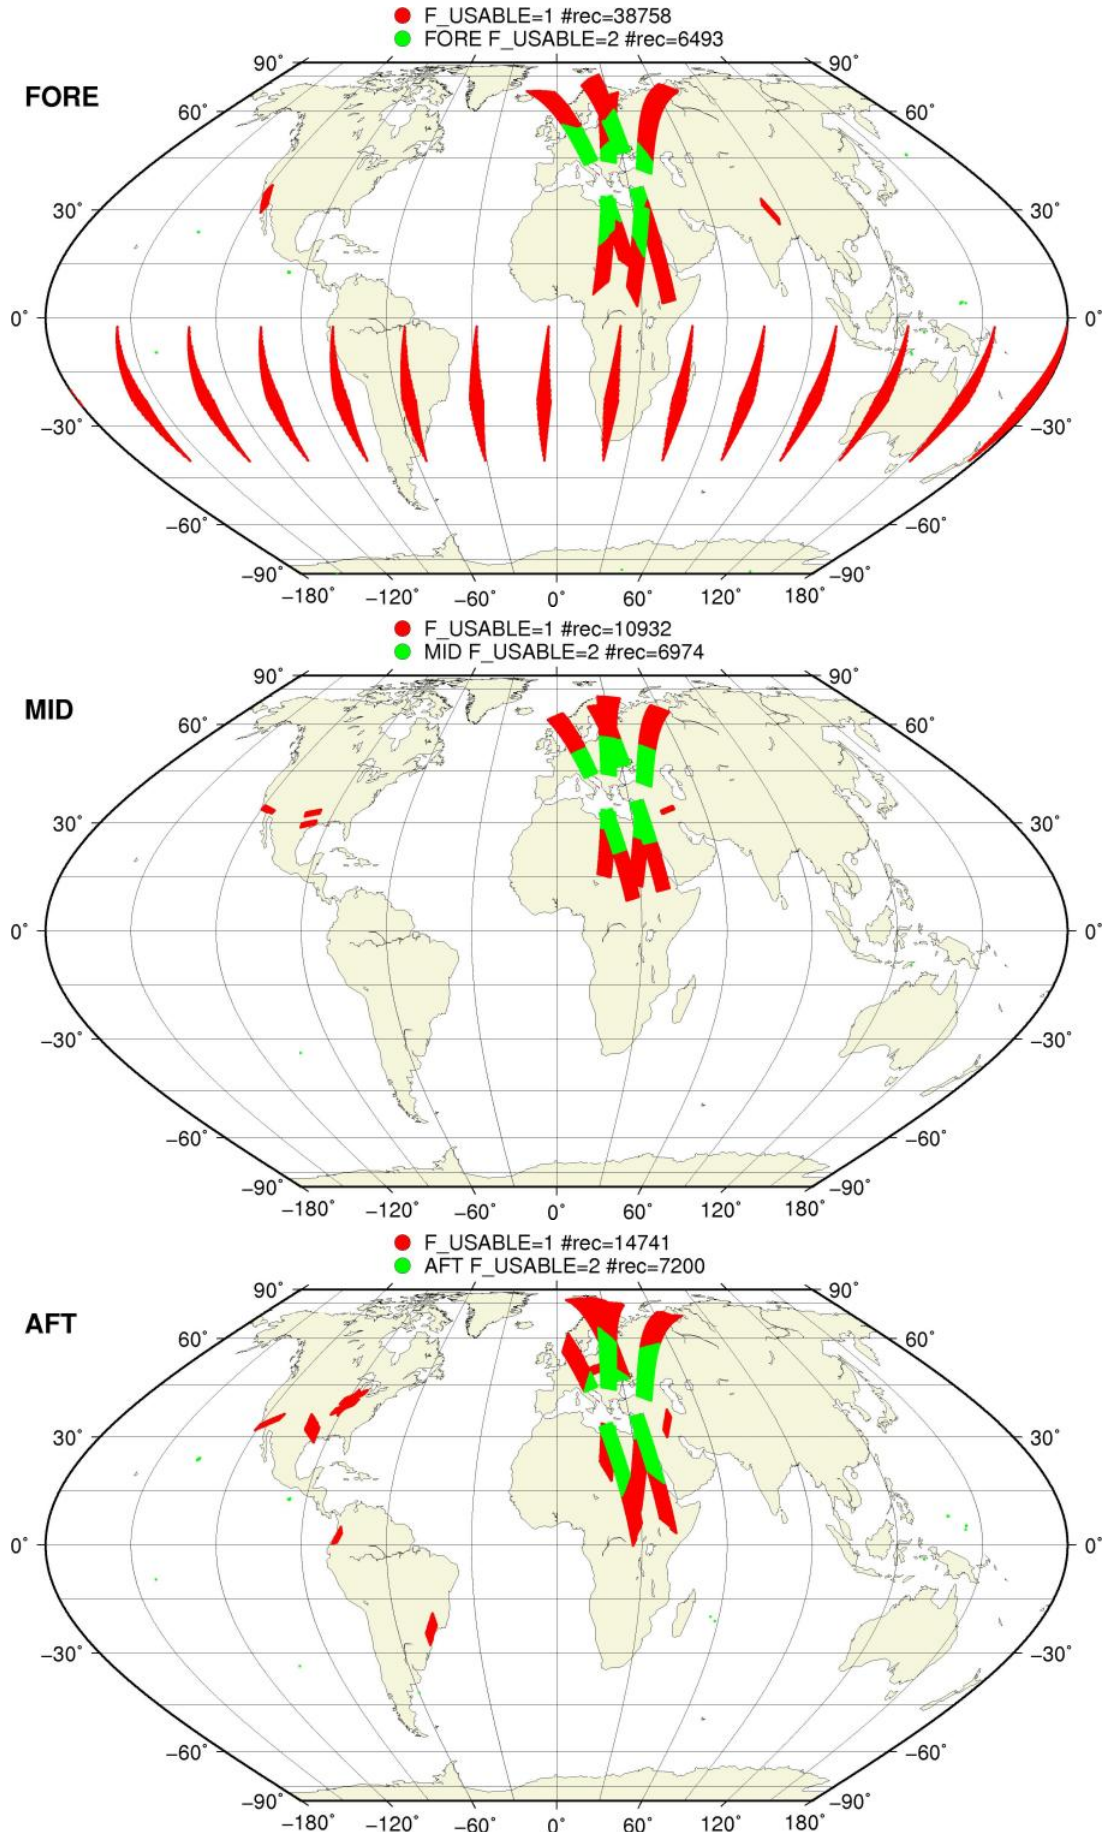 F_USABLE=1 #rec=38758
FORE F_USABLE=2 #rec=6493
FORE
90° 90°
60° 60°
30° 30°
0° 0°
−30° −30°
−60° −60°
−90° −90°
−180° −120° −60° 0° 60° 120° 180°
F_USABLE=1 #rec=10932
MID F_USABLE=2 #rec=6974
MID
90° 90°
60° 60°
30° 30°
0° 0°
−30° −30°
−60° −60°
−90° −90°
−180° −120° −60° 0° 60° 120° 180°
F_USABLE=1 #rec=14741
AFT F_USABLE=2 #rec=7200
AFT
90° 90°
60° 60°
30° 30°
0° 0°
−30° −30°
−60° −60°
−90° −90°
−180° −120° −60° 0° 60° 120° 180°